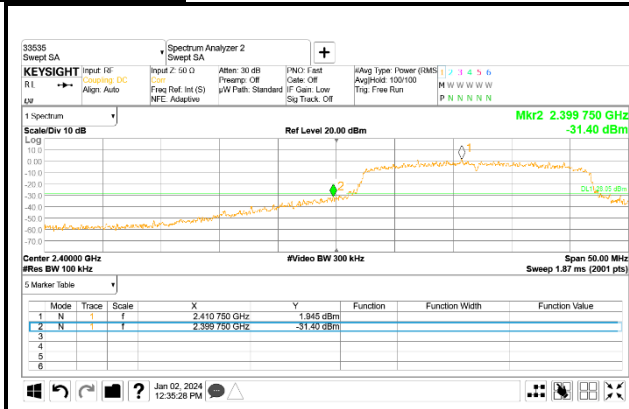 33535
Swept SA
Spectrum Analyzer 2
Swept SA
KEYSIGHT
RL
Input: RF
Coupling: DC
Align: Auto
Input Z: 50 Ω
Corr
Freq Ref: Int (S)
NFE: Adaptive
Atten: 30 dB
Preamp: Off
µW Path: Standard
PNO: Fast
Gate: Off
IF Gain: Low
Sig Track: Off
#Avg Type: Power (RMS)
Avg|Hold: 100/100
Trig: Free Run
1 2 3 4 5 6
M W W W W W
P N N N N N
1 Spectrum
Mkr2 2.399 750 GHz
Scale/Div 10 dB
Ref Level 20.00 dBm
-31.40 dBm
Log
10.0
0.00
-10.0
-20.0
-30.0
-40.0
-50.0
-60.0
-70.0
1
2
Center 2.40000 GHz
#Video BW 300 kHz
Span 50.00 MHz
#Res BW 100 kHz
Sweep 1.87 ms (2001 pts)
5 Marker Table
Mode Trace Scale X Y Function Function Width Function Value
1 N 1 f 2.410 750 GHz 1.945 dBm
2 N 1 f 2.399 750 GHz -31.40 dBm
3
4
5
6
?
Jan 02, 2024
12:35:28 PM